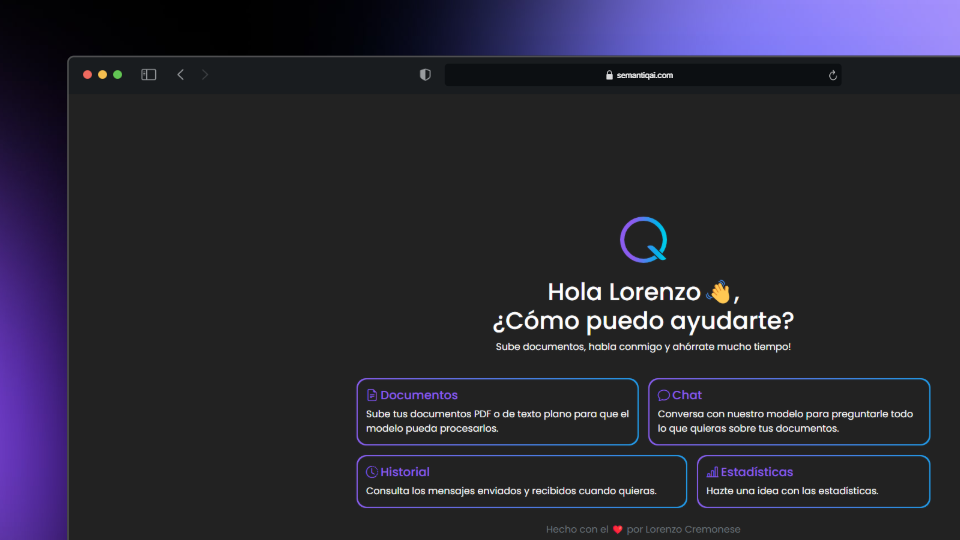 semantiqai.com
Hola Lorenzo 👋,
¿Cómo puedo ayudarte?
Sube documentos, habla conmigo y ahórrate mucho tiempo!
Documentos
Sube tus documentos PDF o de texto plano para que el
modelo pueda procesarlos.
Chat
Conversa con nuestro modelo para preguntarle todo
lo que quieras sobre tus documentos.
Historial
Consulta los mensajes enviados y recibidos cuando quieras.
Estadísticas
Hazte una idea con las estadísticas.
Hecho con el ❤️ por Lorenzo Cremonese